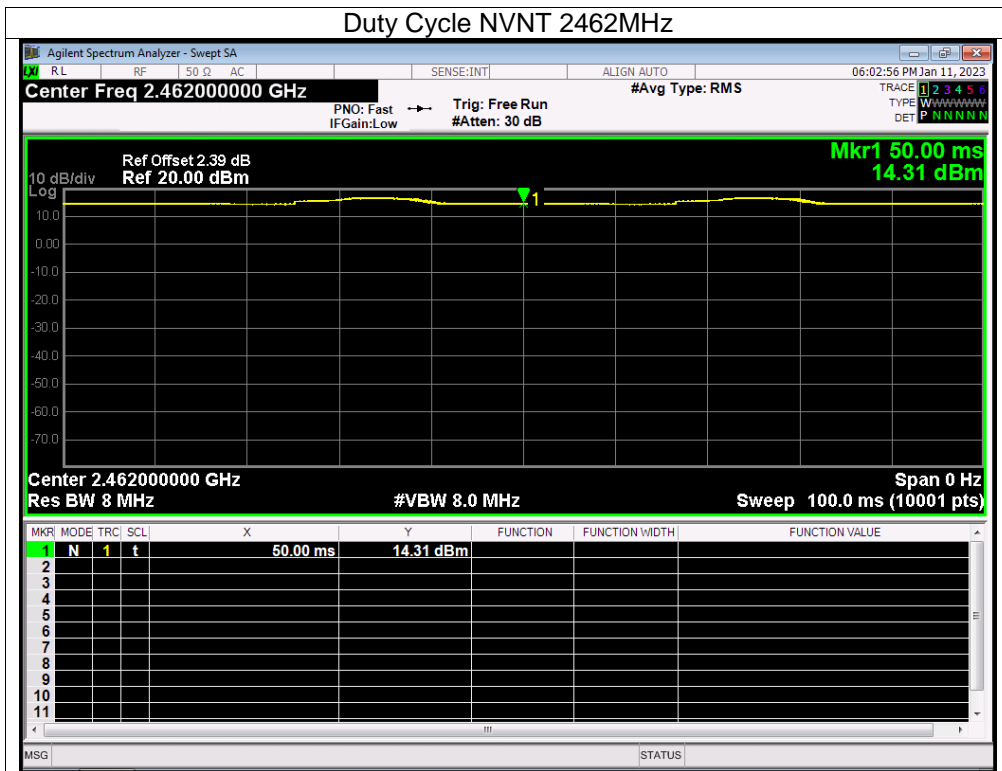 Duty Cycle NVNT 2462MHz
Agilent Spectrum Analyzer - Swept SA
LXI RL RF 50 Ω AC SENSE:INT ALIGN AUTO 06:02:56 PM Jan 11, 2023
Center Freq 2.462000000 GHz #Avg Type: RMS TRACE 1 2 3 4 5 6
PNO: Fast Trig: Free Run TYPE WWWWWW
IFGain:Low #Atten: 30 dB DET P N N N N N
Mkr1 50.00 ms
Ref Offset 2.39 dB
10 dB/div Ref 20.00 dBm 14.31 dBm
Log
1
10.0
0.00
-10.0
-20.0
-30.0
-40.0
-50.0
-60.0
-70.0
Center 2.462000000 GHz Span 0 Hz
Res BW 8 MHz #VBW 8.0 MHz Sweep 100.0 ms (10001 pts)
MKR MODE TRC SCL X Y FUNCTION FUNCTION WIDTH FUNCTION VALUE
1 N 1 t 50.00 ms 14.31 dBm
2
3
4
5
6
7
8
9
10
11
MSG STATUS